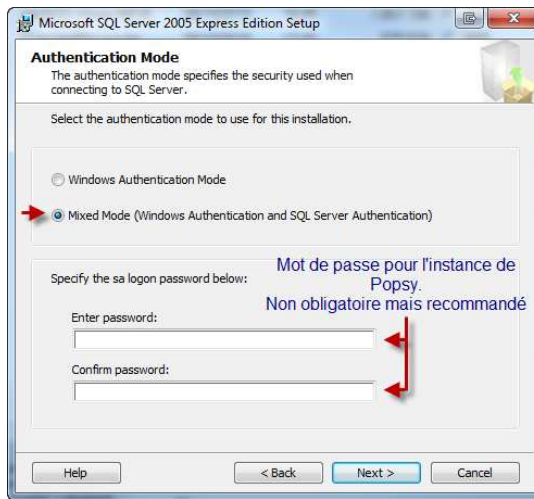 Microsoft SQL Server 2005 Express Edition Setup
Authentication Mode
The authentication mode specifies the security used when
connecting to SQL Server.
Select the authentication mode to use for this installation.
Windows Authentication Mode
Mixed Mode (Windows Authentication and SQL Server Authentication)
Mot de passe pour l'instance de
Popsy.
Non obligatoire mais recommandé
Specify the sa logon password below:
Enter password:
Confirm password:
Help
< Back
Next >
Cancel